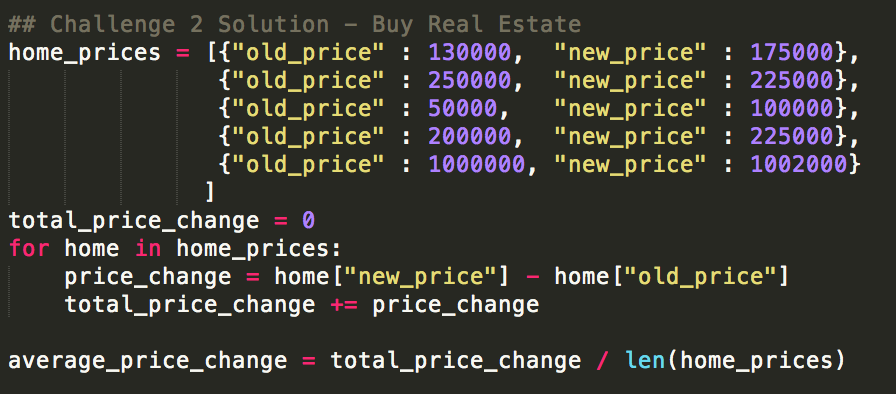 ## Challenge 2 Solution - Buy Real Estate
home_prices = [{"old_price" : 130000,  "new_price" : 175000},
               {"old_price" : 250000,  "new_price" : 225000},
               {"old_price" : 50000,   "new_price" : 100000},
               {"old_price" : 200000,  "new_price" : 225000},
               {"old_price" : 1000000, "new_price" : 1002000}
              ]
total_price_change = 0
for home in home_prices:
    price_change = home["new_price"] - home["old_price"]
    total_price_change += price_change

average_price_change = total_price_change / len(home_prices)